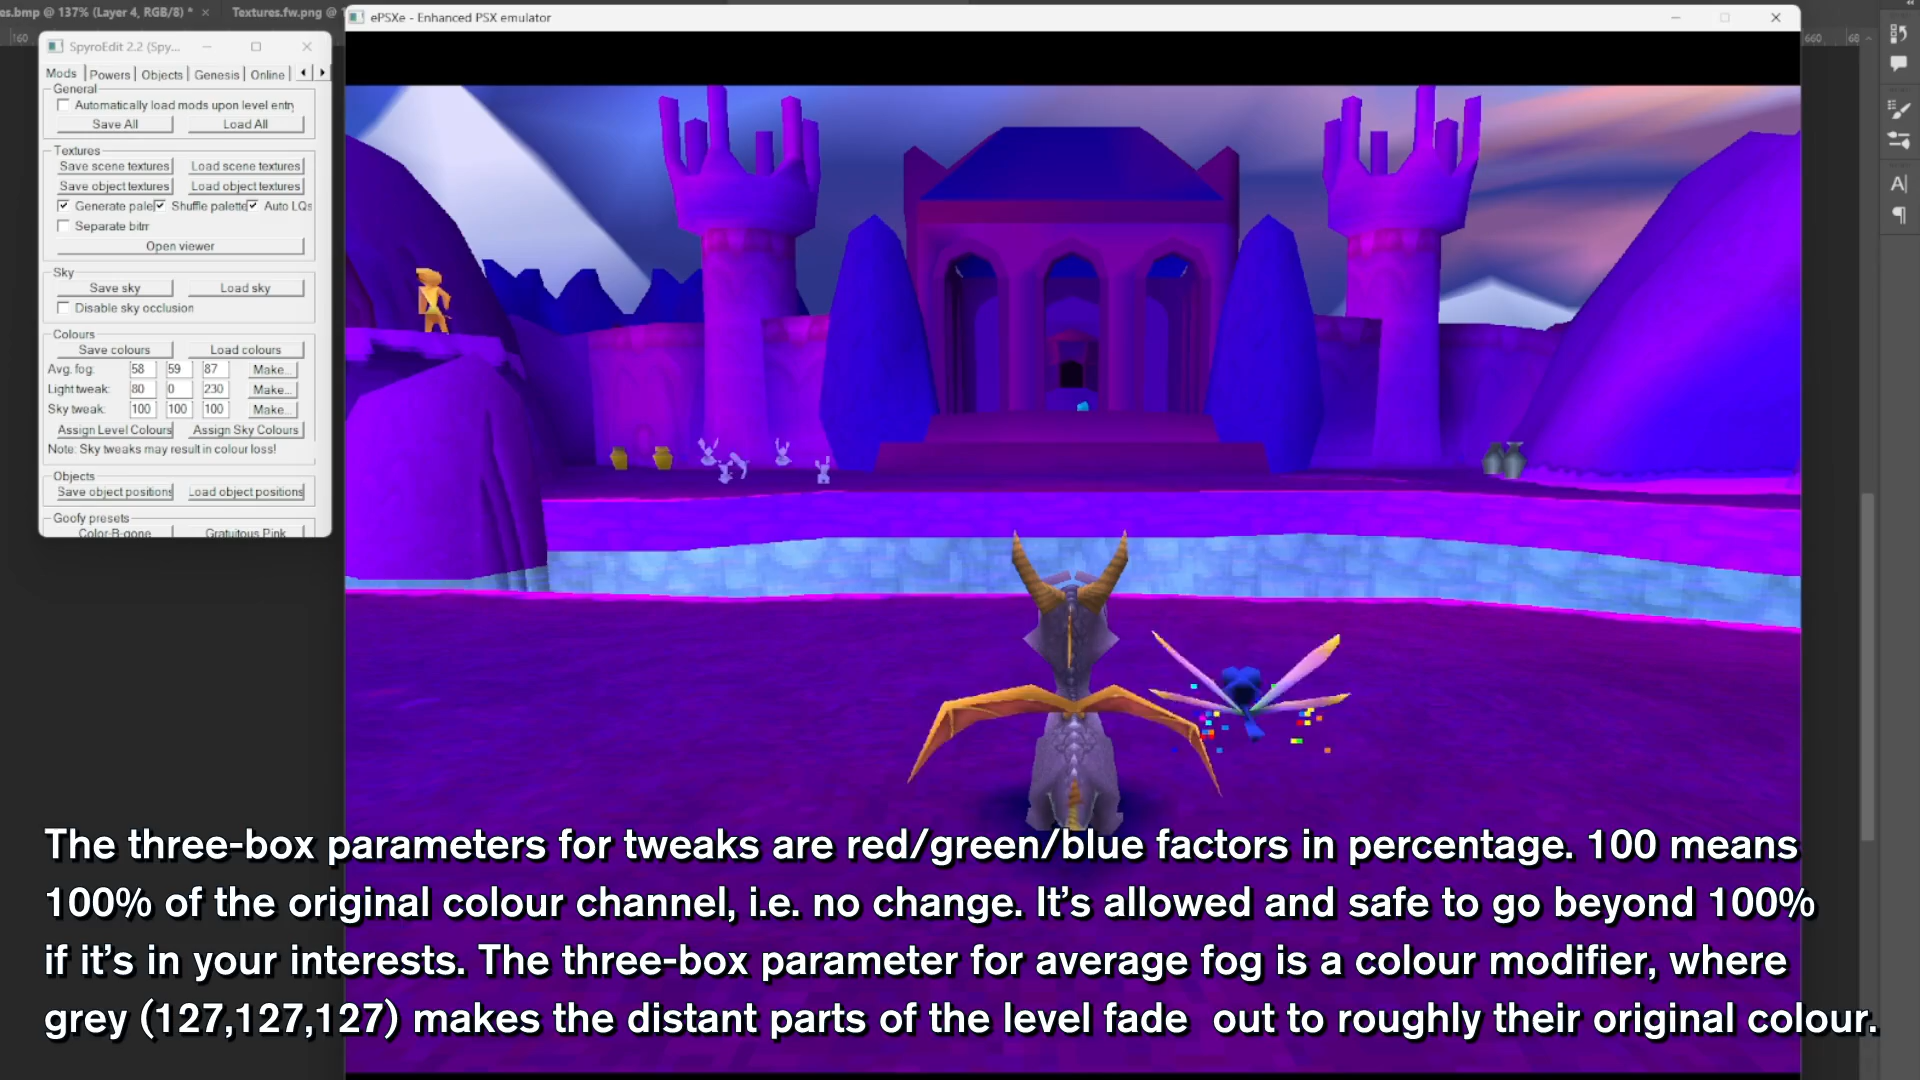 es.bmp @ 137% (Layer 4, RGB/8) * ×
Textures.fw.png @
ePSXe - Enhanced PSX emulator
160
660
68
SpyroEdit 2.2 (Spy...
Mods Powers Objects Genesis Online
General
Automatically load mods upon level entry
Save All Load All
Textures
Save scene textures Load scene textures
Save object textures Load object textures
Generate pale Shuffle palette Auto LQs
Separate bitm
Open viewer
Sky
Save sky Load sky
Disable sky occlusion
Colours
Save colours Load colours
Avg. fog: 58 59 87 Make...
Light tweak: 80 0 230 Make...
Sky tweak: 100 100 100 Make...
Assign Level Colours Assign Sky Colours
Note: Sky tweaks may result in colour loss!
Objects
Save object positions Load object positions
Goofy presets
Color-B-gone Gratuitous Pink
The three-box parameters for tweaks are red/green/blue factors in percentage. 100 means
100% of the original colour channel, i.e. no change. It's allowed and safe to go beyond 100%
if it's in your interests. The three-box parameter for average fog is a colour modifier, where
grey (127,127,127) makes the distant parts of the level fade out to roughly their original colour.